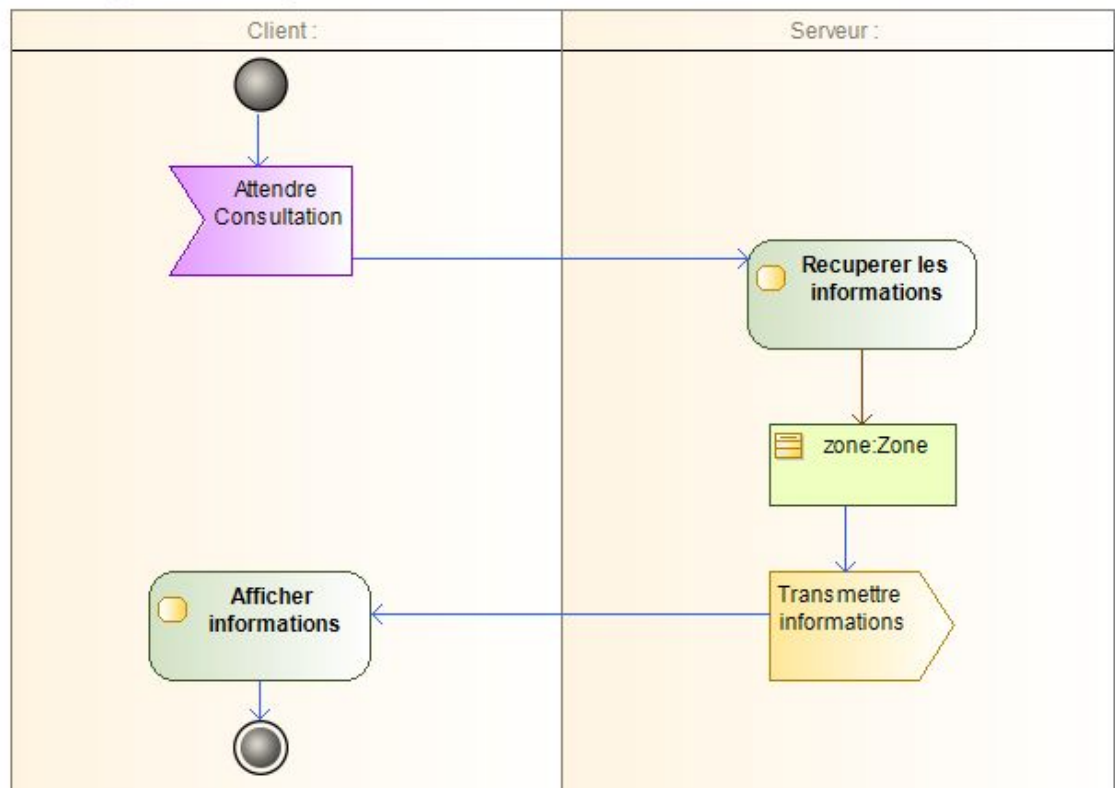 Client :
Serveur :
Attendre
Consultation
Recuperer les
informations
zone:Zone
Transmettre
informations
Afficher
informations